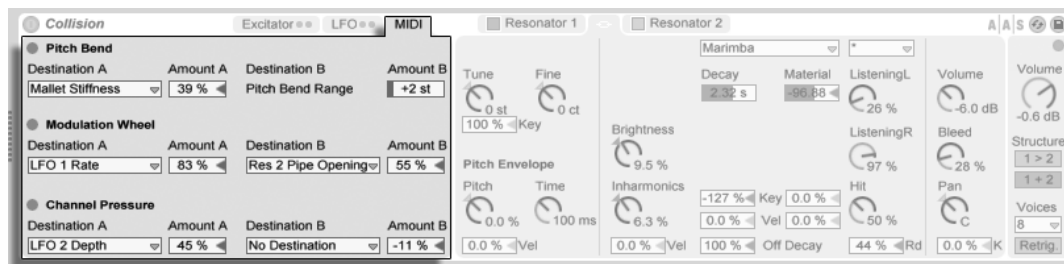 Collision Excitator LFO MIDI Resonator 1 Resonator 2 AAS
Pitch Bend
Destination A Amount A Destination B Amount B
Mallet Stiffness 39 % Pitch Bend Range +2 st
Modulation Wheel
Destination A Amount A Destination B Amount B
LFO 1 Rate 83 % Res 2 Pipe Opening 55 %
Channel Pressure
Destination A Amount A Destination B Amount B
LFO 2 Depth 45 % No Destination -11 %
Tune Fine
0 st 0 ct
100 % Key
Pitch Envelope
Pitch Time
0.0 % 100 ms
0.0 % Vel
Brightness
9.5 %
Inharmonics
6.3 %
0.0 % Vel
Marimba *
Decay Material
2.32 s -96.88
-127 % Key 0.0 %
0.0 % Vel 0.0 %
100 % Off Decay
ListeningL
26 %
ListeningR
97 %
Hit
50 %
44 % Rd
Volume
-6.0 dB
Bleed
28 %
Pan
C
0.0 % K
Volume
-0.6 dB
Structure
1 > 2
1 + 2
Voices
8
Retrig.